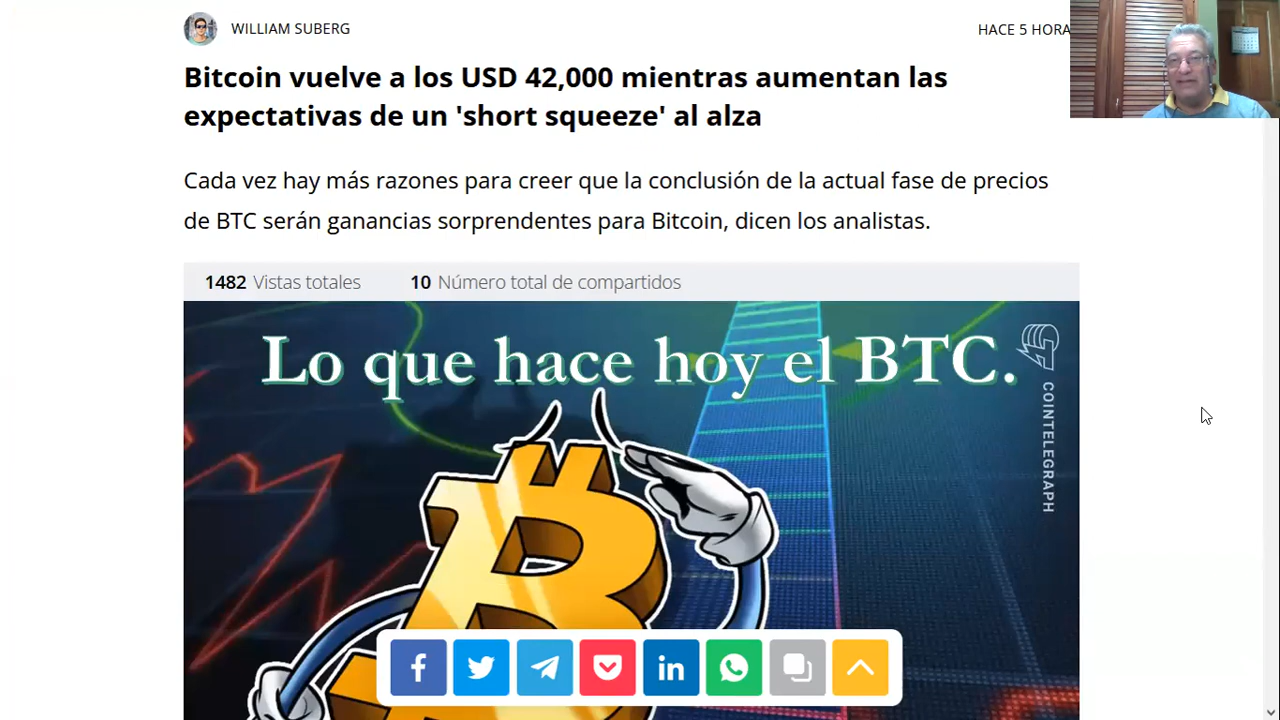 WILLIAM SUBERG
HACE 5 HORA
Bitcoin vuelve a los USD 42,000 mientras aumentan las
expectativas de un 'short squeeze' al alza
Cada vez hay más razones para creer que la conclusión de la actual fase de precios
de BTC serán ganancias sorprendentes para Bitcoin, dicen los analistas.
1482 Vistas totales 10 Número total de compartidos
Lo que hace hoy el BTC.
COINTELEGRAPH